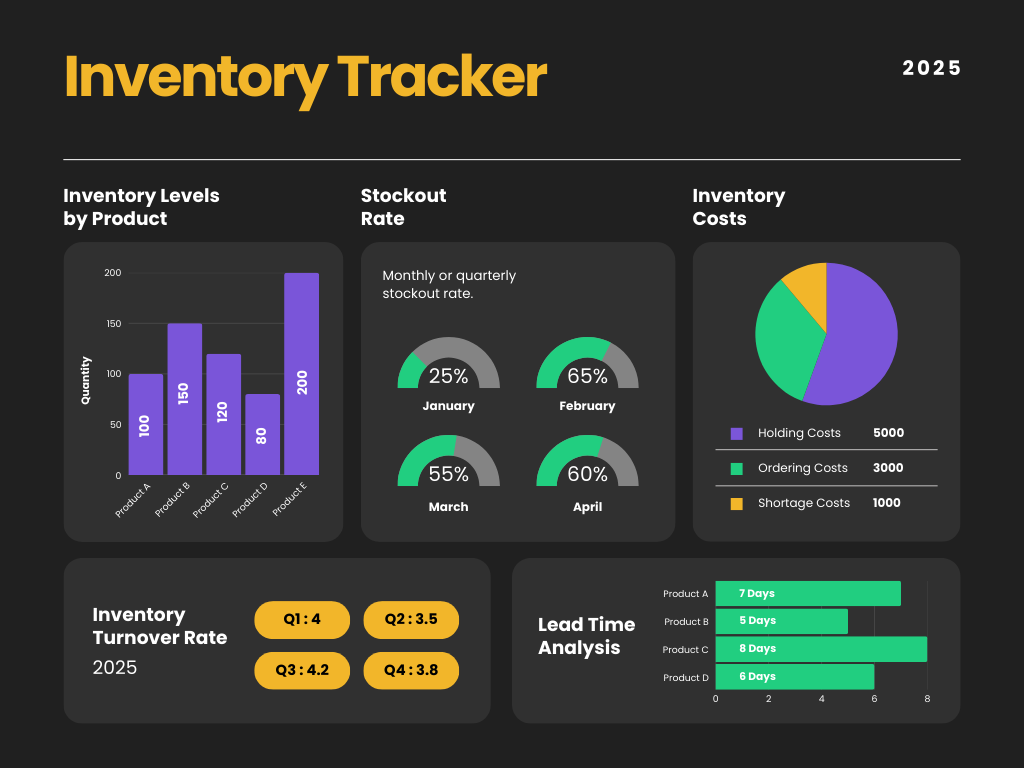 Inventory Tracker
2025
Inventory Levels
by Product
Quantity
200
150
100
50
0
100
150
120
80
200
Product A
Product B
Product C
Product D
Product E
Stockout
Rate
Monthly or quarterly
stockout rate.
25%
January
65%
February
55%
March
60%
April
Inventory
Costs
Holding Costs 5000
Ordering Costs 3000
Shortage Costs 1000
Inventory
Turnover Rate
2025
Q1 : 4
Q2 : 3.5
Q3 : 4.2
Q4 : 3.8
Lead Time
Analysis
Product A 7 Days
Product B 5 Days
Product C 8 Days
Product D 6 Days
0 2 4 6 8